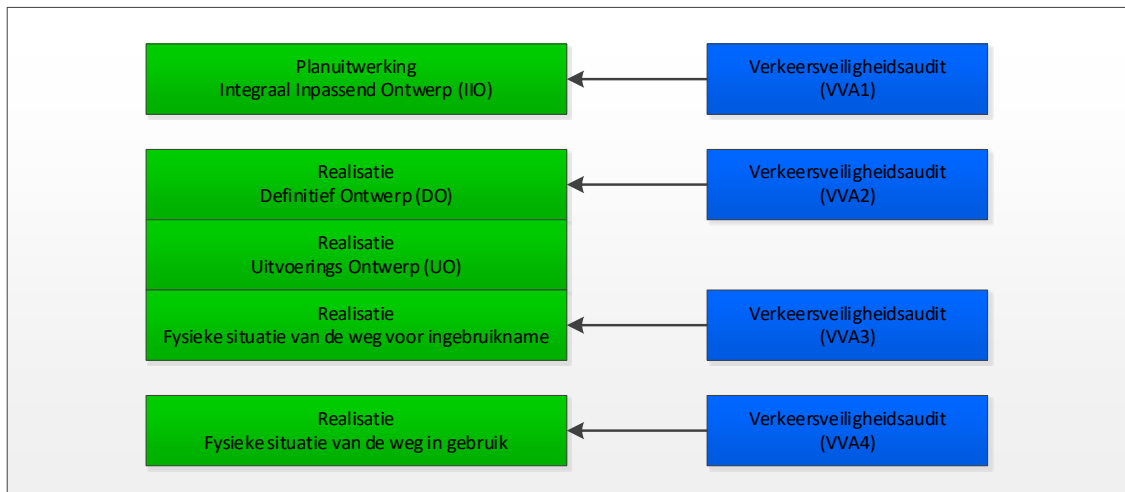 Planuitwerking
Integraal Inpassend Ontwerp (IIO)
Verkeersveiligheidsaudit
(VVA1)
Realisatie
Definitief Ontwerp (DO)
Verkeersveiligheidsaudit
(VVA2)
Realisatie
Uitvoerings Ontwerp (UO)
Realisatie
Fysieke situatie van de weg voor ingebruikname
Verkeersveiligheidsaudit
(VVA3)
Realisatie
Fysieke situatie van de weg in gebruik
Verkeersveiligheidsaudit
(VVA4)